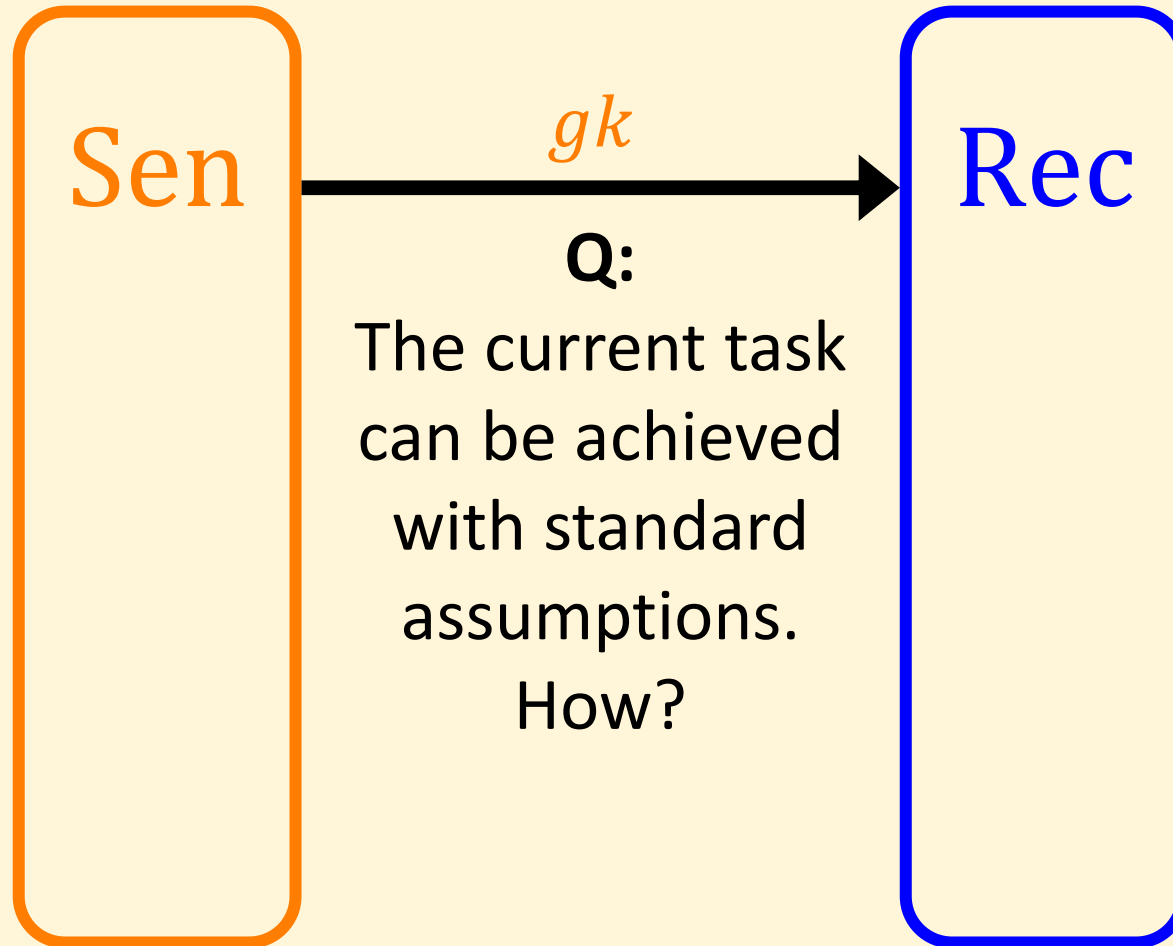 Sen
gk
Rec
Q:
The current task
can be achieved
with standard
assumptions.
How?